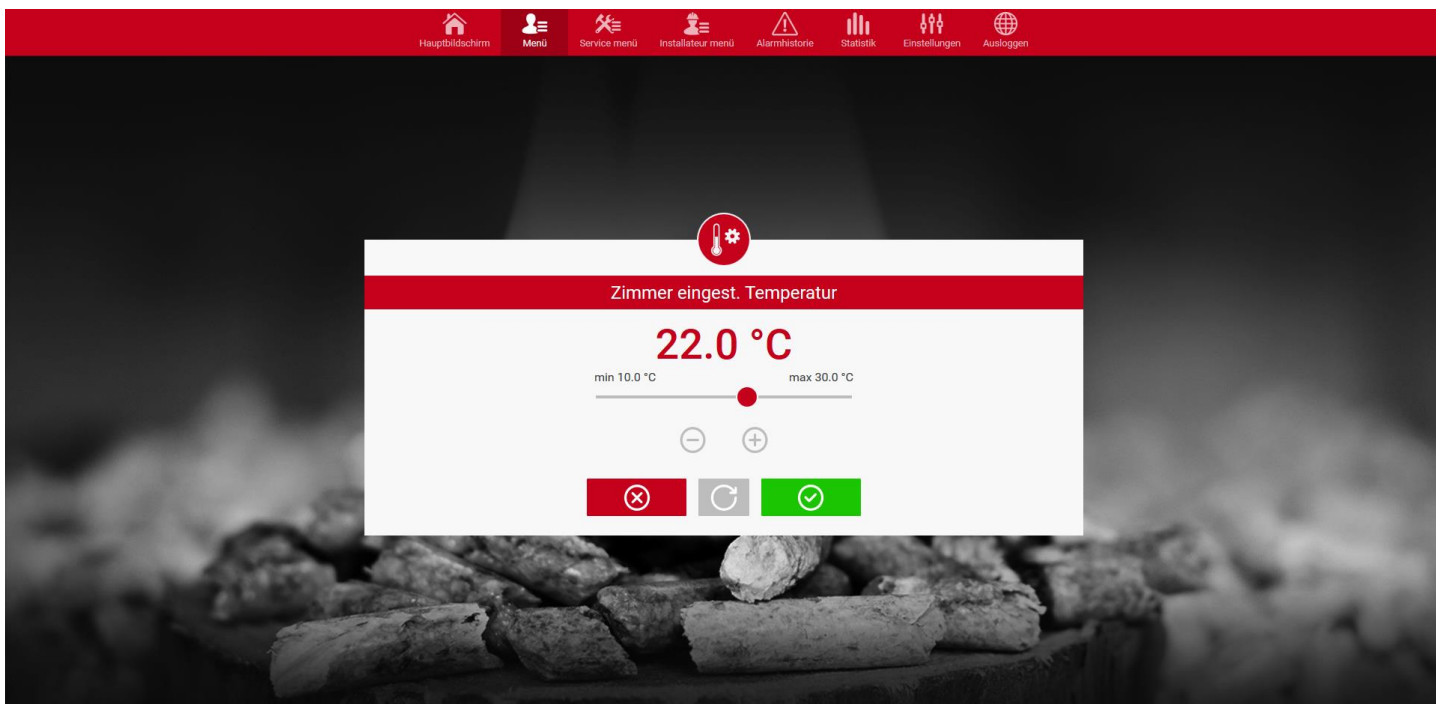 Hauptbildschirm
Menü
Service menü
Installateur menü
Alarmhistorie
Statistik
Einstellungen
Ausloggen
Zimmer eingest. Temperatur
22.0 °C
min 10.0 °C
max 30.0 °C